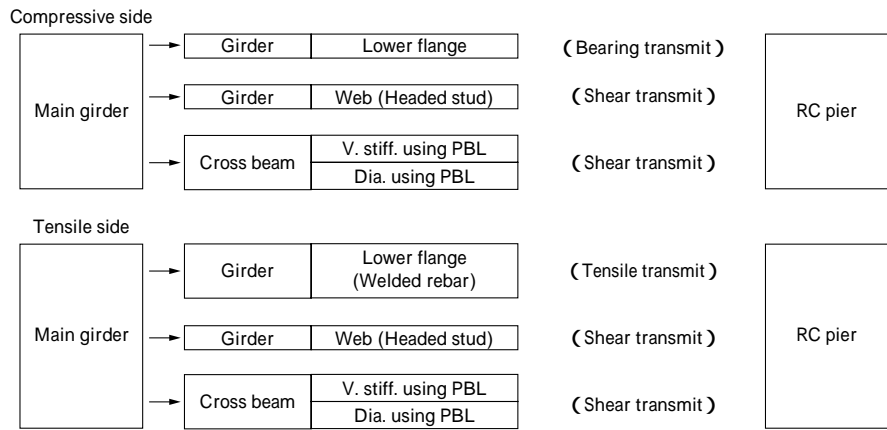 Compressive side
Main girder
Girder
Lower flange
(Bearing transmit)
Girder
Web (Headed stud)
(Shear transmit)
Cross beam
V. stiff. using PBL
Dia. using PBL
(Shear transmit)
RC pier
Tensile side
Main girder
Girder
Lower flange
(Welded rebar)
(Tensile transmit)
Girder
Web (Headed stud)
(Shear transmit)
Cross beam
V. stiff. using PBL
Dia. using PBL
(Shear transmit)
RC pier